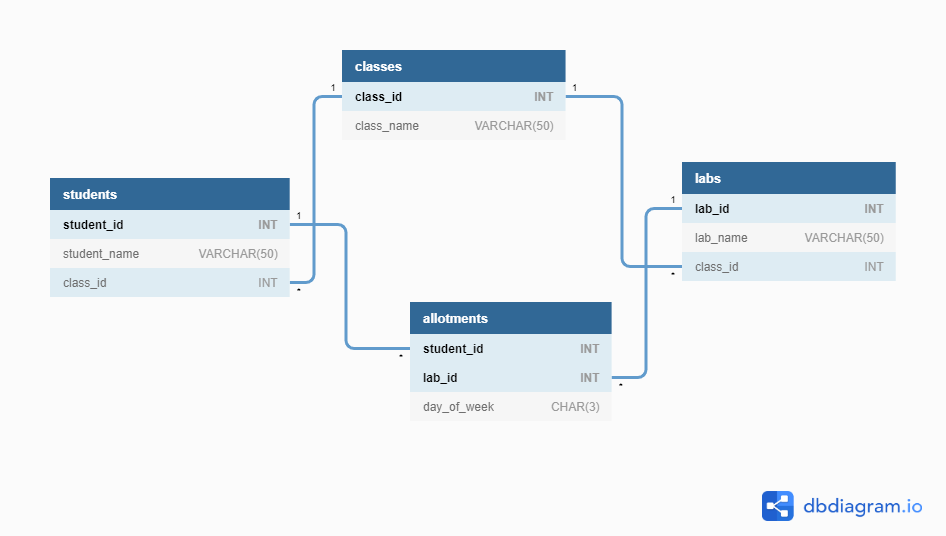 classes
1 class_id INT 1
class_name VARCHAR(50)
students
student_id INT 1
student_name VARCHAR(50)
class_id INT *
labs
1 lab_id INT
lab_name VARCHAR(50)
* class_id INT
allotments
* student_id INT
lab_id INT *
day_of_week CHAR(3)
dbdiagram.io